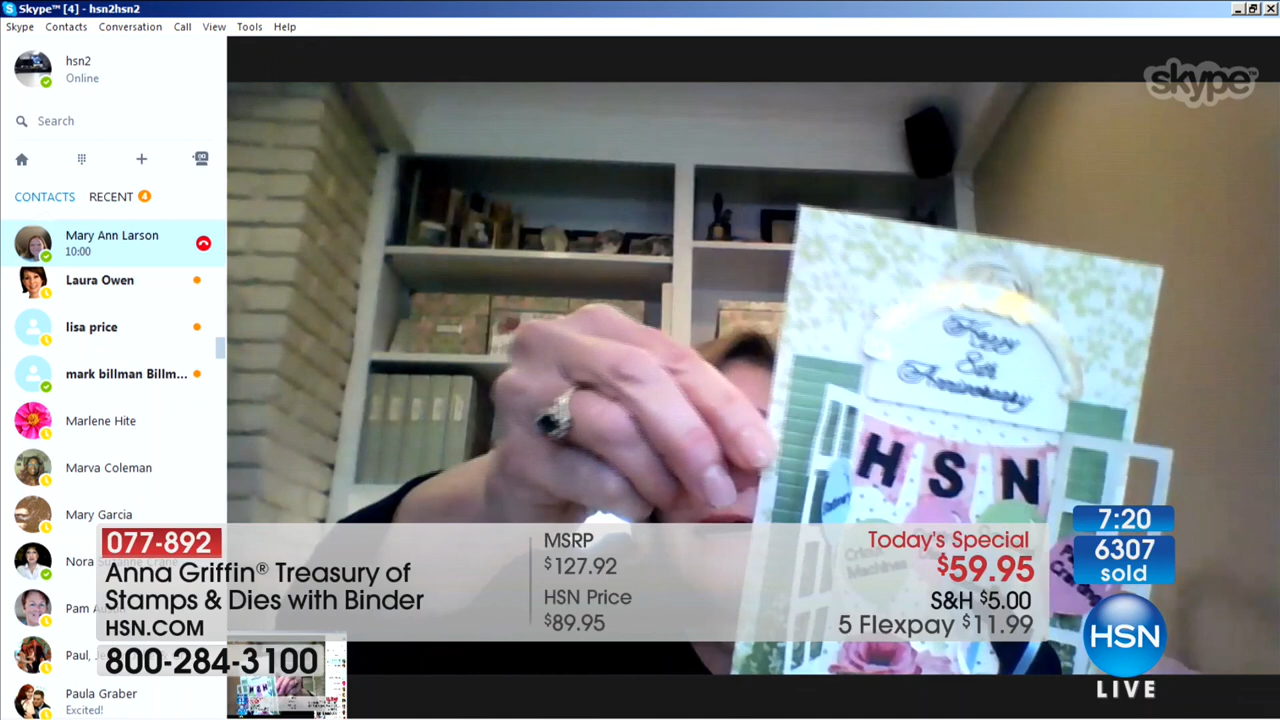 Skype™ [4] - hsn2hsn2
Skype Contacts Conversation Call View Tools Help
hsn2
Online
Search
CONTACTS RECENT 4
Mary Ann Larson
10:00
Laura Owen
lisa price
mark billman Billm...
Marlene Hite
Marva Coleman
Mary Garcia
Nora
Pam
Paul,
Paula Graber
Excited!
skype
Happy
Anniversary
HSN
Cricut
Machines
077-892
Anna Griffin® Treasury of
Stamps & Dies with Binder
HSN.COM
800-284-3100
MSRP
$127.92
HSN Price
$89.95
Today's Special
$59.95
S&H $5.00
5 Flexpay $11.99
7:20
6307
sold
HSN
LIVE